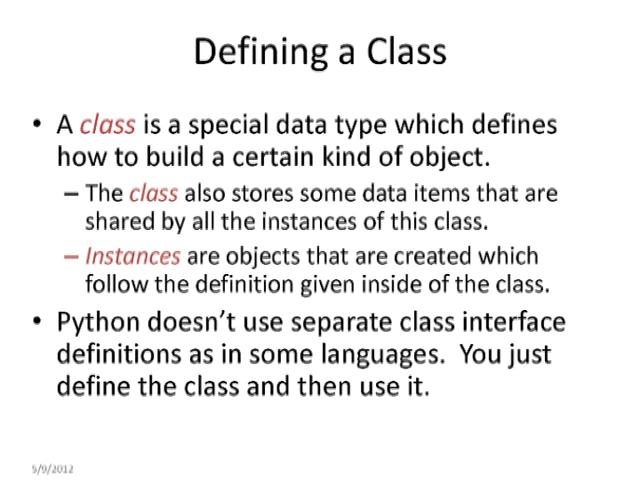 Defining a Class
• A class is a special data type which defines
how to build a certain kind of object.
– The class also stores some data items that are
shared by all the instances of this class.
– Instances are objects that are created which
follow the definition given inside of the class.
• Python doesn’t use separate class interface
definitions as in some languages.  You just
define the class and then use it.
5/9/2012